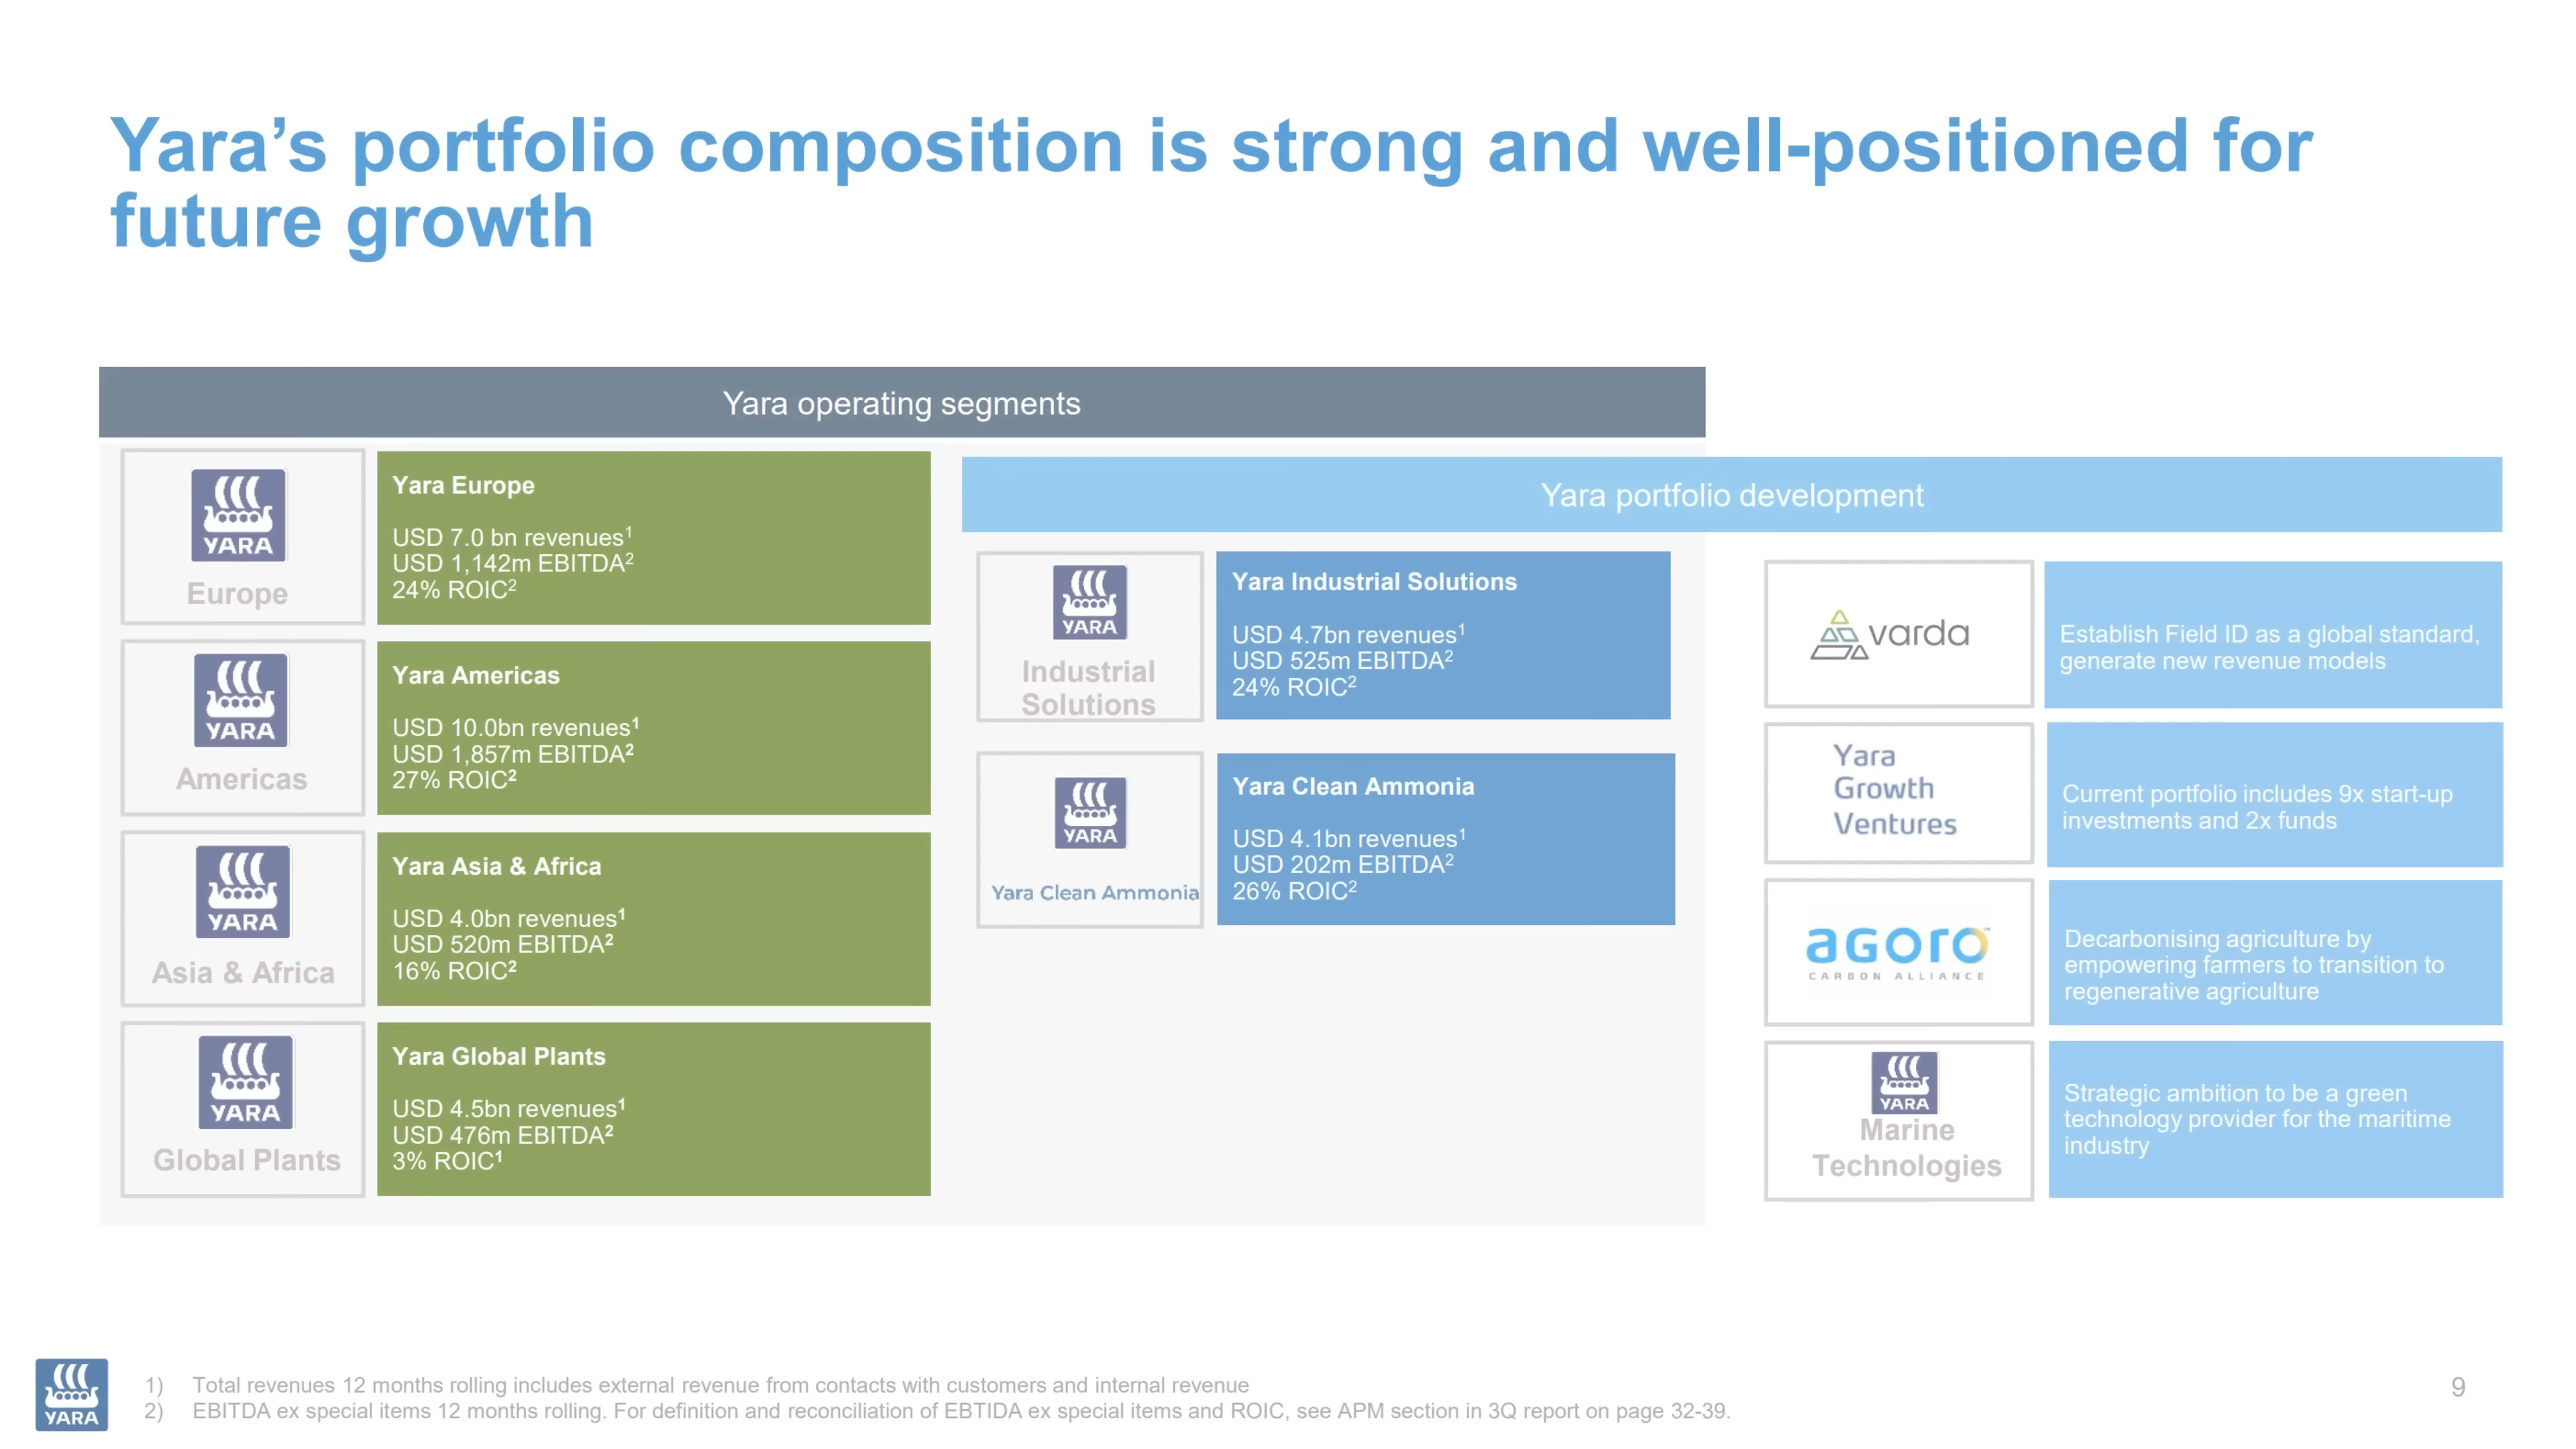 Yara’s portfolio composition is strong and well-positioned for
future growth
Yara operating segments
YARA
Europe
Yara Europe
USD 7.0 bn revenues¹
USD 1,142m EBITDA²
24% ROIC²
YARA
Americas
Yara Americas
USD 10.0bn revenues¹
USD 1,857m EBITDA²
27% ROIC²
YARA
Asia & Africa
Yara Asia & Africa
USD 4.0bn revenues¹
USD 520m EBITDA²
16% ROIC²
YARA
Global Plants
Yara Global Plants
USD 4.5bn revenues¹
USD 476m EBITDA²
3% ROIC¹
Yara portfolio development
YARA
Industrial
Solutions
Yara Industrial Solutions
USD 4.7bn revenues¹
USD 525m EBITDA²
24% ROIC²
YARA
Yara Clean Ammonia
Yara Clean Ammonia
USD 4.1bn revenues¹
USD 202m EBITDA²
26% ROIC²
varda
Establish Field ID as a global standard,
generate new revenue models
Yara
Growth
Ventures
Current portfolio includes 9x start-up
investments and 2x funds
agoro™
CARBON ALLIANCE
Decarbonising agriculture by
empowering farmers to transition to
regenerative agriculture
YARA
Marine
Technologies
Strategic ambition to be a green
technology provider for the maritime
industry
YARA
1) Total revenues 12 months rolling includes external revenue from contacts with customers and internal revenue
2) EBITDA ex special items 12 months rolling. For definition and reconciliation of EBTIDA ex special items and ROIC, see APM section in 3Q report on page 32-39.
9